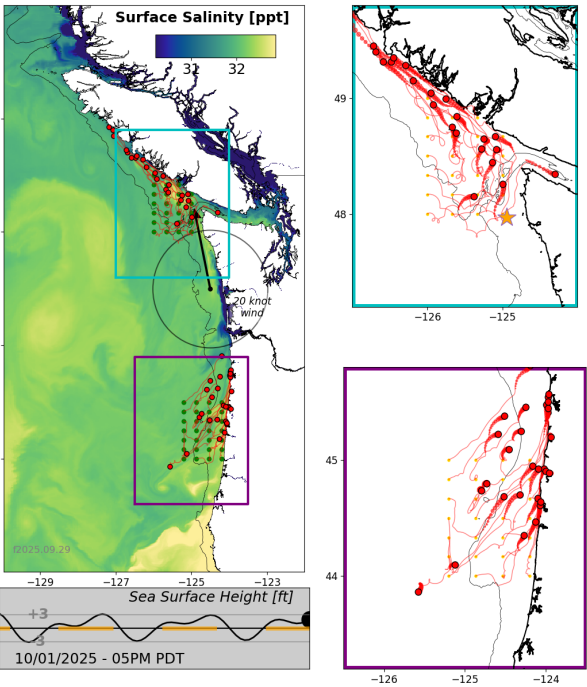 Surface Salinity [ppt]
31
32
20 knot
wind
f2025.09.29
−129
−127
−125
−123
Sea Surface Height [ft]
+3
-3
10/01/2025 - 05PM PDT
49
48
−126
−125
45
44
−126
−125
−124